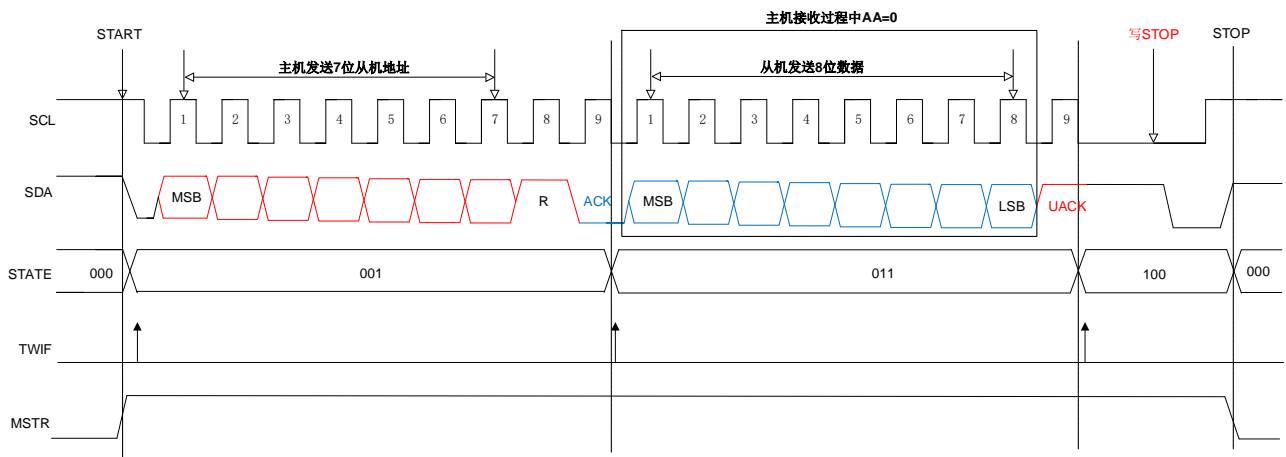 主机接收过程中AA=0
START
写STOP
STOP
主机发送7位从机地址
从机发送8位数据
SCL
1 2 3 4 5 6 7 8 9 1 2 3 4 5 6 7 8 9
SDA
MSB R ACK MSB LSB UACK
STATE 000 001 011 100 000
TWIF
MSTR